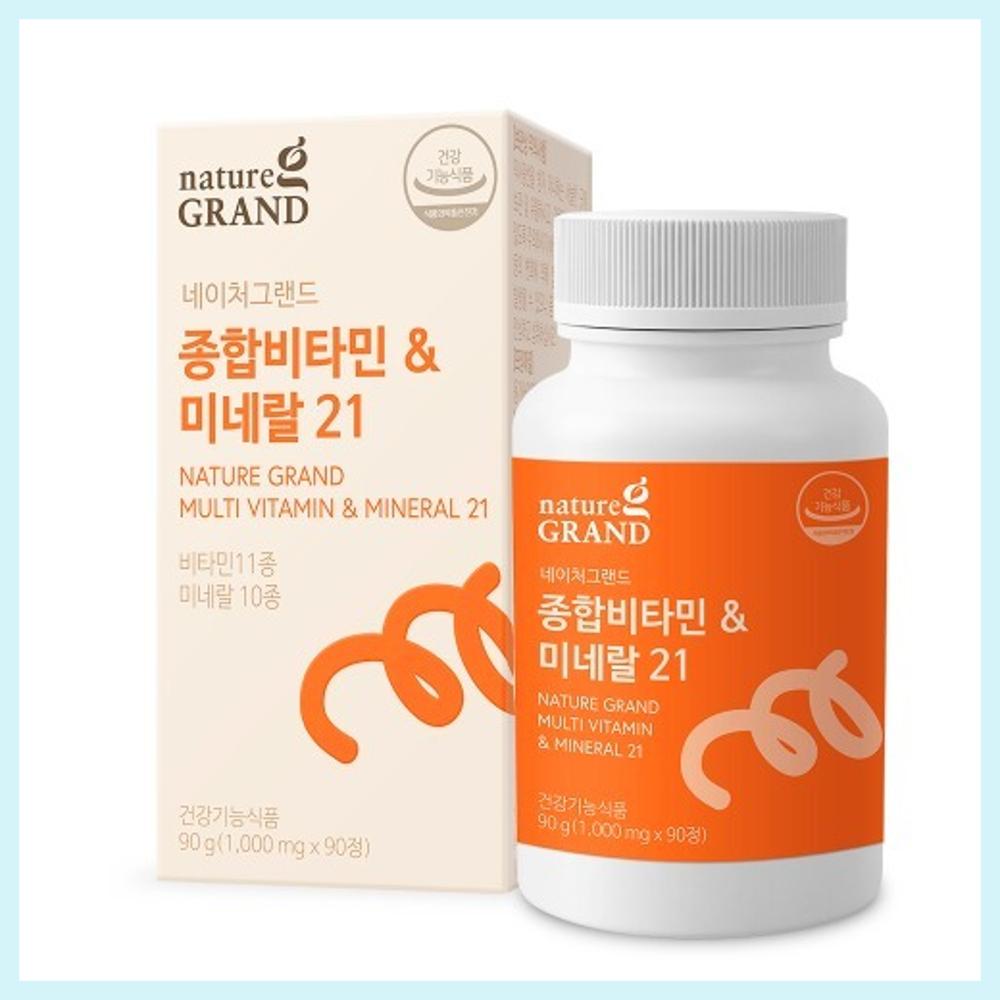 nature
GRAND
건강
기능식품
네이처그랜드
종합비타민 &
미네랄 21
NATURE GRAND
MULTI VITAMIN & MINERAL 21
비타민11종
미네랄 10종
건강기능식품
90 g(1,000 mg x 90정)
nature
GRAND
건강
기능식품
네이처그랜드
종합비타민 &
미네랄 21
NATURE GRAND
MULTI VITAMIN
& MINERAL 21
건강기능식품
90 g(1,000 mg x 90정)